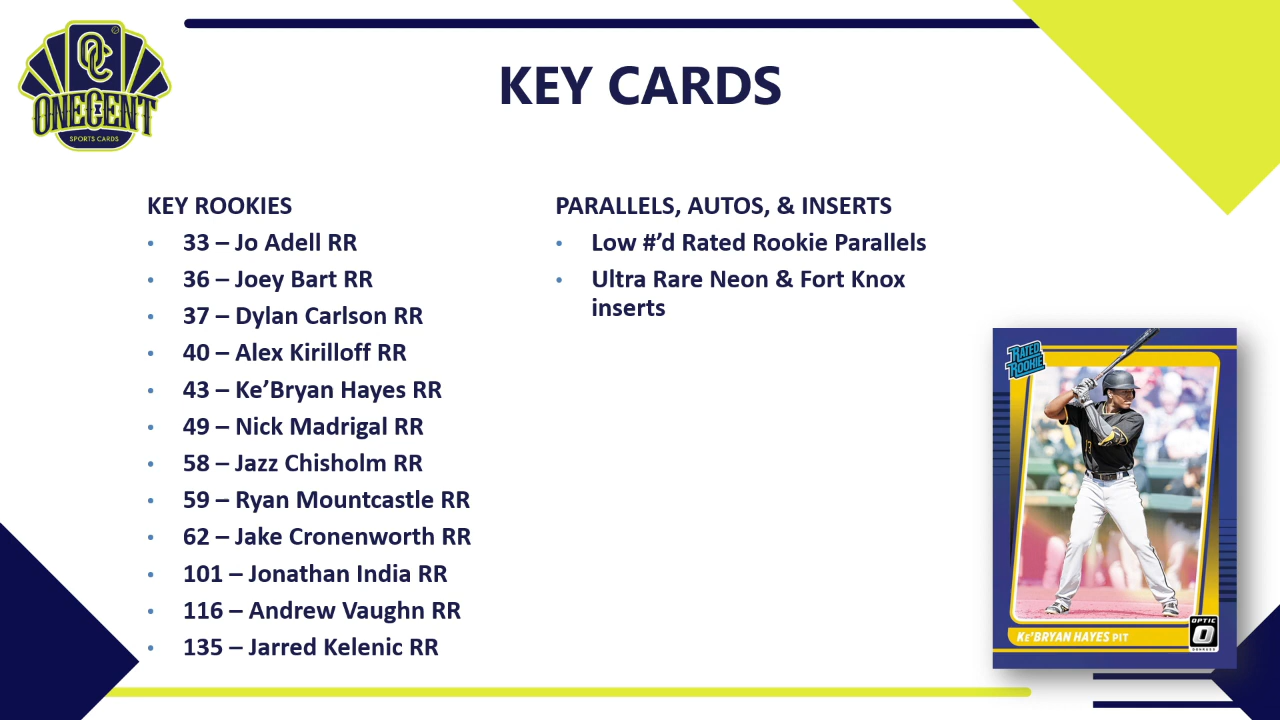 OC
ONECENT
SPORTS CARDS
KEY CARDS
KEY ROOKIES
• 33 – Jo Adell RR
• 36 – Joey Bart RR
• 37 – Dylan Carlson RR
• 40 – Alex Kirilloff RR
• 43 – Ke’Bryan Hayes RR
• 49 – Nick Madrigal RR
• 58 – Jazz Chisholm RR
• 59 – Ryan Mountcastle RR
• 62 – Jake Cronenworth RR
• 101 – Jonathan India RR
• 116 – Andrew Vaughn RR
• 135 – Jarred Kelenic RR
PARALLELS, AUTOS, & INSERTS
• Low #’d Rated Rookie Parallels
• Ultra Rare Neon & Fort Knox
inserts
RATED
ROOKIE
13
KE'BRYAN HAYES PIT
OPTIC
O
DONRUSS